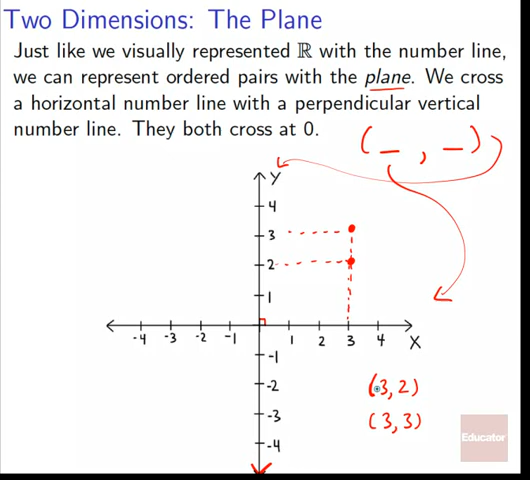 Two Dimensions: The Plane
Just like we visually represented ℝ with the number line,
we can represent ordered pairs with the plane. We cross
a horizontal number line with a perpendicular vertical
number line. They both cross at 0.
( _ , _ )
Y
4
3
2
1
-4 -3 -2 -1 1 2 3 4 X
-1
-2
-3
-4
(3, 2)
(3, 3)
Educator